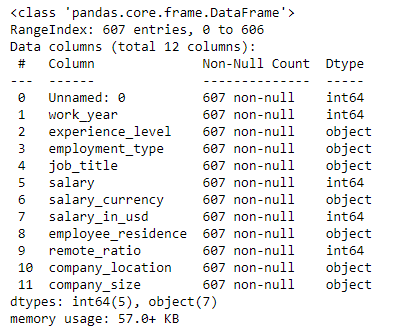 <class 'pandas.core.frame.DataFrame'>
RangeIndex: 607 entries, 0 to 606
Data columns (total 12 columns):
 #   Column              Non-Null Count  Dtype
---  ------              --------------  -----
 0   Unnamed: 0          607 non-null    int64
 1   work_year           607 non-null    int64
 2   experience_level    607 non-null    object
 3   employment_type     607 non-null    object
 4   job_title           607 non-null    object
 5   salary              607 non-null    int64
 6   salary_currency     607 non-null    object
 7   salary_in_usd       607 non-null    int64
 8   employee_residence  607 non-null    object
 9   remote_ratio        607 non-null    int64
 10  company_location    607 non-null    object
 11  company_size        607 non-null    object
dtypes: int64(5), object(7)
memory usage: 57.0+ KB